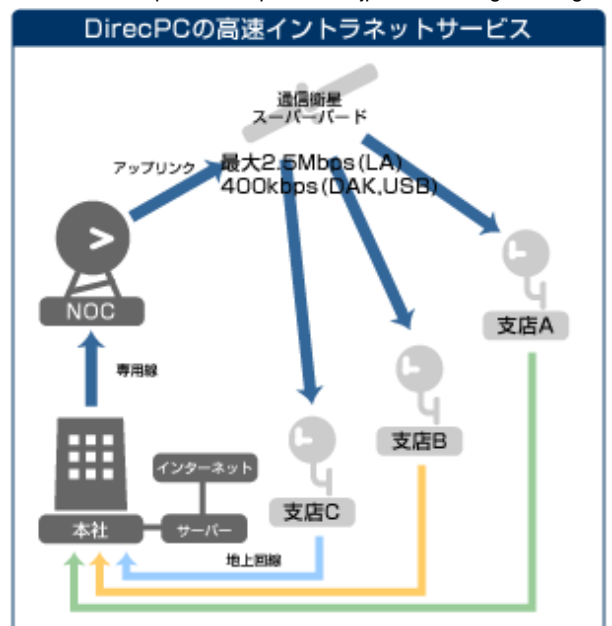 DirecPCの高速イントラネットサービス
通信衛星
スーパーバード
アップリンク
最大2.5Mbps(LA)
400kbps(DAK,USB)
NOC
支店A
専用線
支店B
インターネット
支店C
本社
サーバー
地上回線